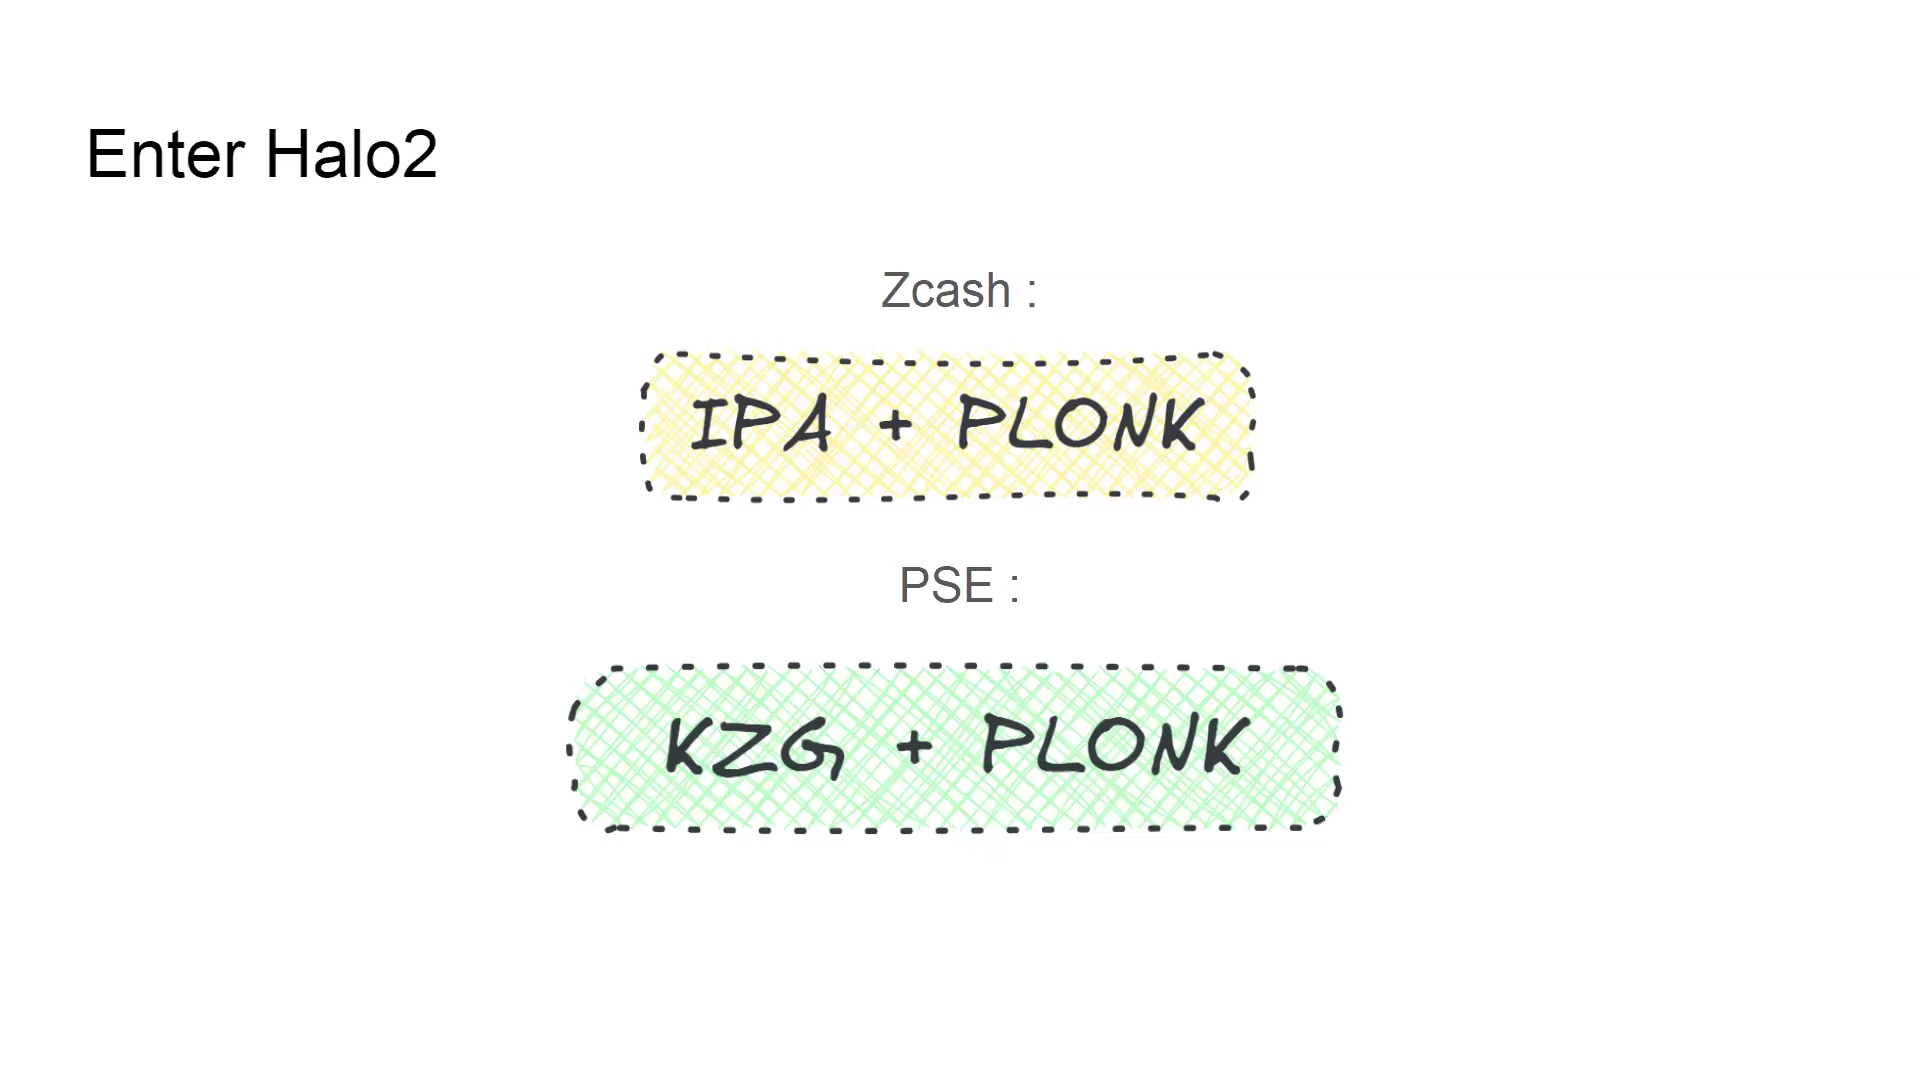 Enter Halo2
Zcash :
IPA + PLONK
PSE :
KZG + PLONK